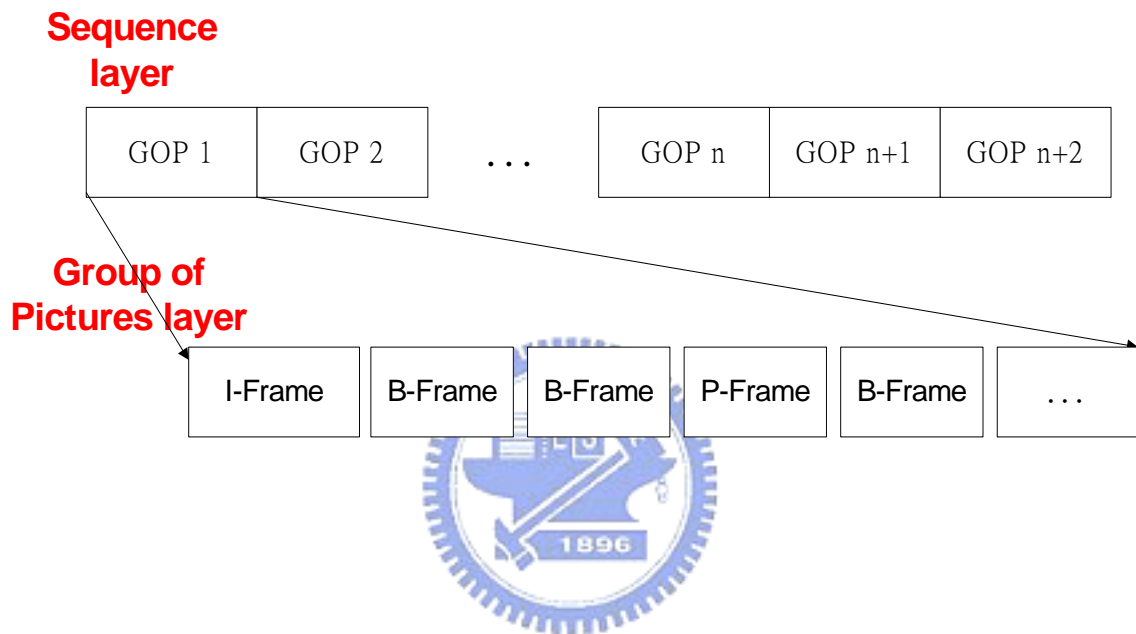 Sequence
layer
GOP 1 GOP 2 ... GOP n GOP n+1 GOP n+2
Group of
Pictures layer
I-Frame B-Frame B-Frame P-Frame B-Frame ...
1896